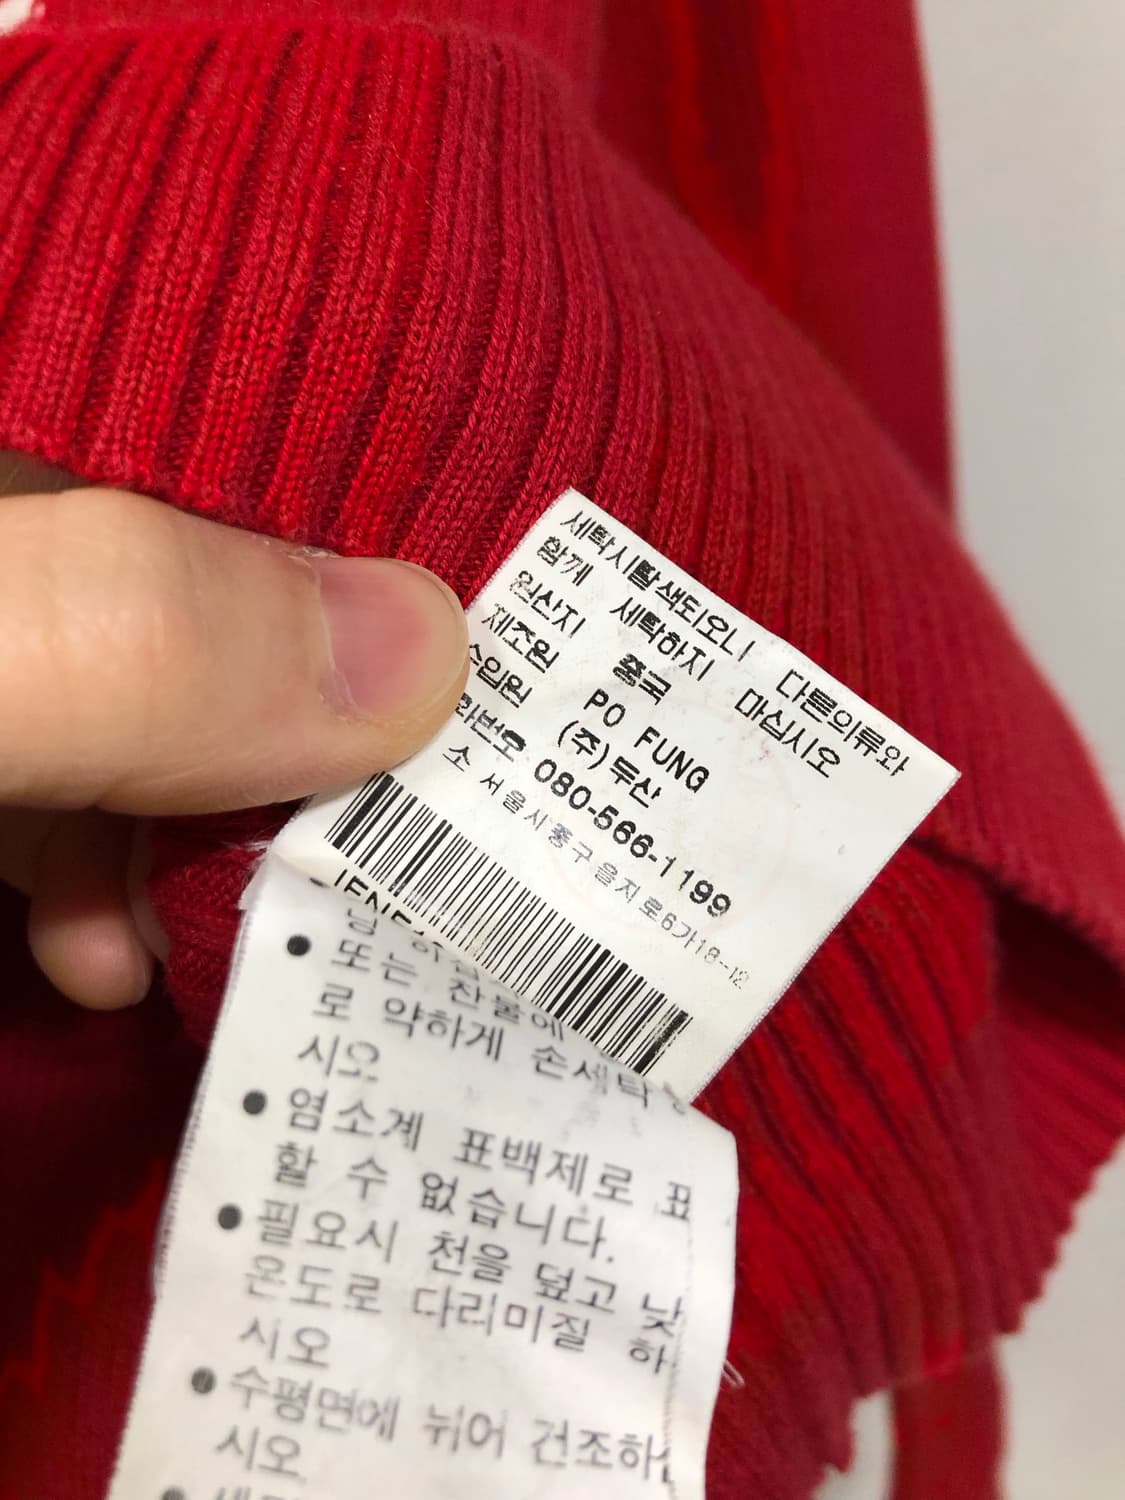 세탁시탈색되오니 다른의류와
함께 세탁하지 마십시오
원산지 중국
제조원 PO FUNG
수입원 (주)두산
화번호 080-566-1199
소 서울시중구을지로6가18-12
● 또는 찬물에
로 약하게 손세탁
시오
● 염소계 표백제로 표
할 수 없습니다.
● 필요시 천을 덮고 낮
온도로 다리미질 하
시오
● 수평면에 뉘어 건조하
시오